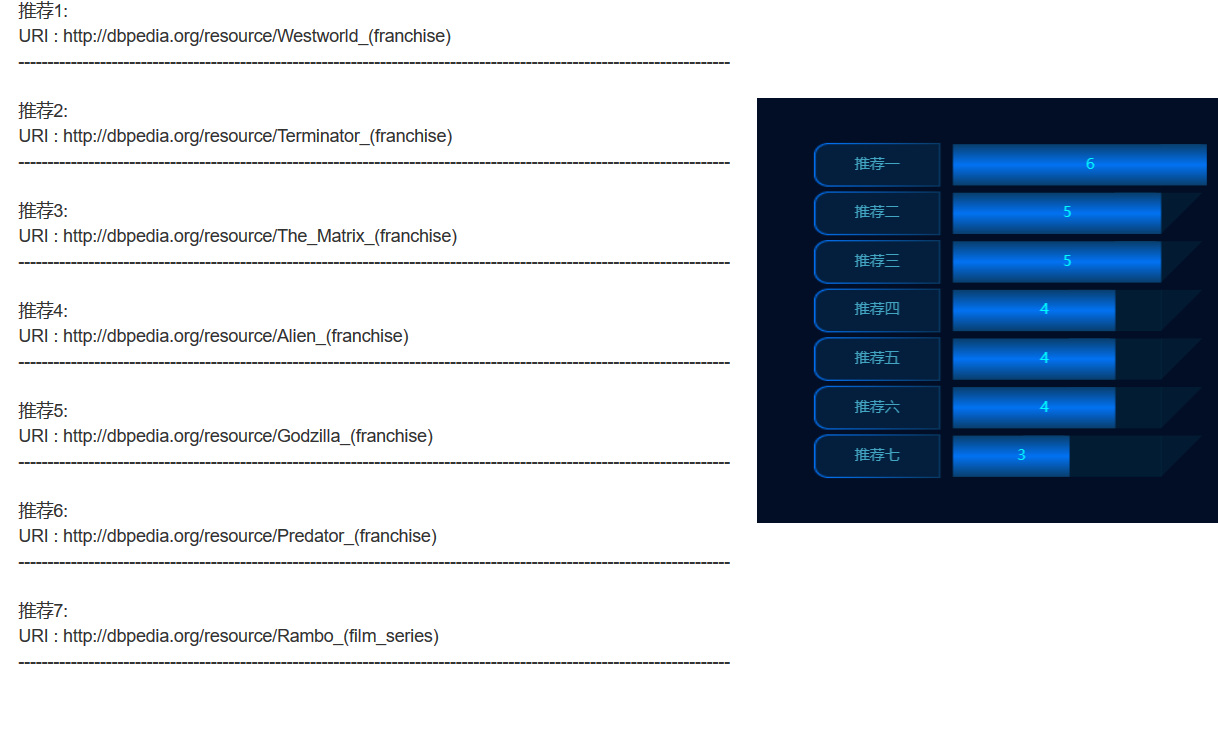 推荐1:
URI : http://dbpedia.org/resource/Westworld_(franchise)
------------------------------------------------------------------------------------------------------------------------
推荐2:
URI : http://dbpedia.org/resource/Terminator_(franchise)
------------------------------------------------------------------------------------------------------------------------
推荐3:
URI : http://dbpedia.org/resource/The_Matrix_(franchise)
------------------------------------------------------------------------------------------------------------------------
推荐4:
URI : http://dbpedia.org/resource/Alien_(franchise)
------------------------------------------------------------------------------------------------------------------------
推荐5:
URI : http://dbpedia.org/resource/Godzilla_(franchise)
------------------------------------------------------------------------------------------------------------------------
推荐6:
URI : http://dbpedia.org/resource/Predator_(franchise)
------------------------------------------------------------------------------------------------------------------------
推荐7:
URI : http://dbpedia.org/resource/Rambo_(film_series)
------------------------------------------------------------------------------------------------------------------------
推荐一 6
推荐二 5
推荐三 5
推荐四 4
推荐五 4
推荐六 4
推荐七 3